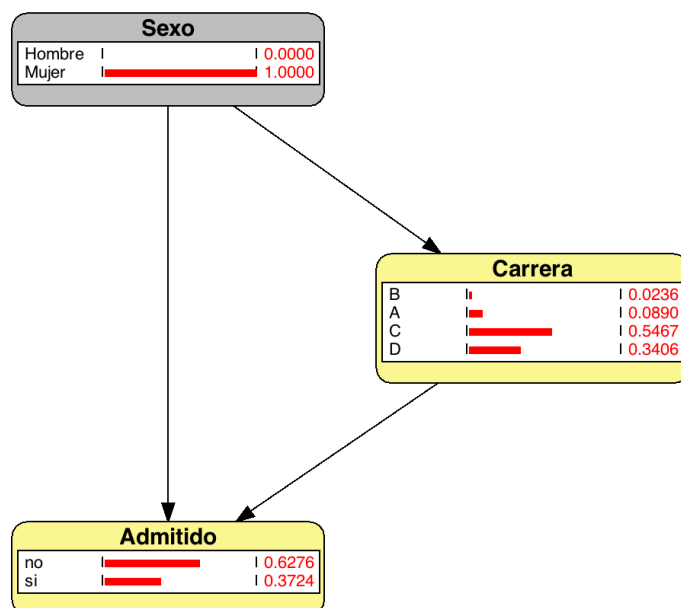 Sexo
Hombre 0.0000
Mujer 1.0000
Carrera
B 0.0236
A 0.0890
C 0.5467
D 0.3406
Admitido
no 0.6276
si 0.3724